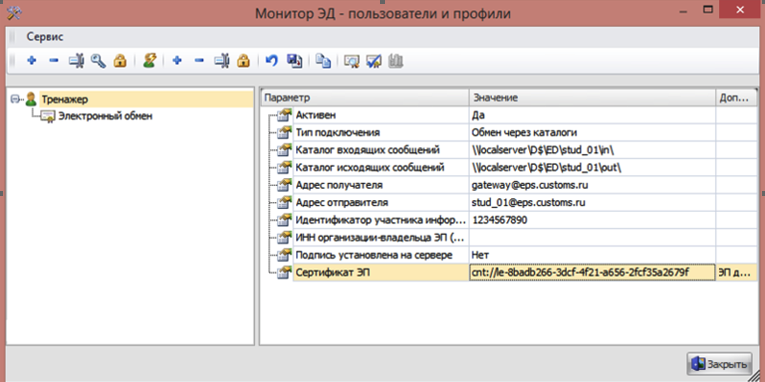 Монитор ЭД - пользователи и профили
Сервис
Тренажер
Электронный обмен
Параметр Значение Доп...
Активен Да
Тип подключения Обмен через каталоги
Каталог входящих сообщений \\localserver\D$\ED\stud_01\in\
Каталог исходящих сообщений \\localserver\D$\ED\stud_01\out\
Адрес получателя gateway@eps.customs.ru
Адрес отправителя stud_01@eps.customs.ru
Идентификатор участника инфор... 1234567890
ИНН организации-владельца ЭП (...
Подпись установлена на сервере Нет
Сертификат ЭП cnt://le-8badb266-3dcf-4f21-a656-2fcf35a2679f ЭП д...
Закрыть